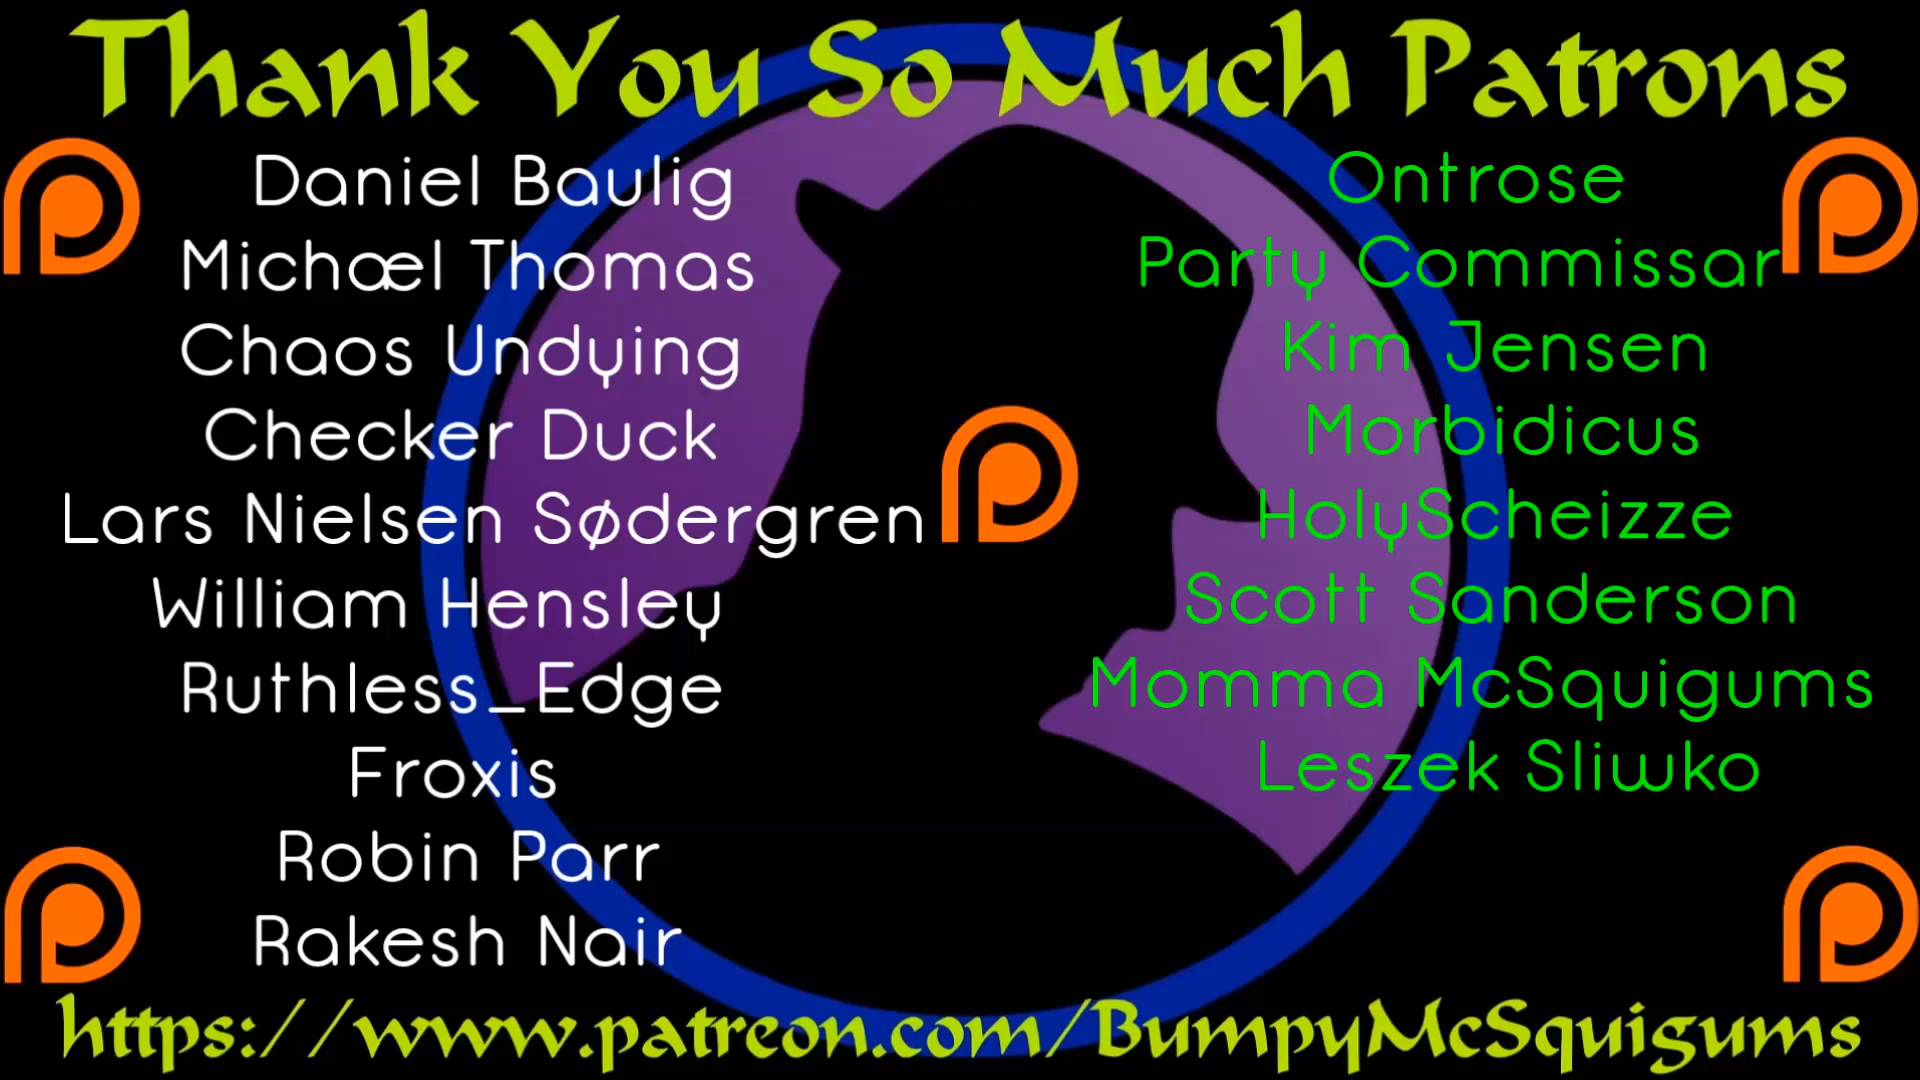 Thank You So Much Patrons
Daniel Baulig
Michæl Thomas
Chaos Undying
Checker Duck
Lars Nielsen Sødergren
William Hensley
Ruthless_Edge
Froxis
Robin Parr
Rakesh Nair
Ontrose
Party Commissar
Kim Jensen
Morbidicus
HolyScheizze
Scott Sanderson
Momma McSquigums
Leszek Sliwko
https://www.patreon.com/BumpyMcSquigums